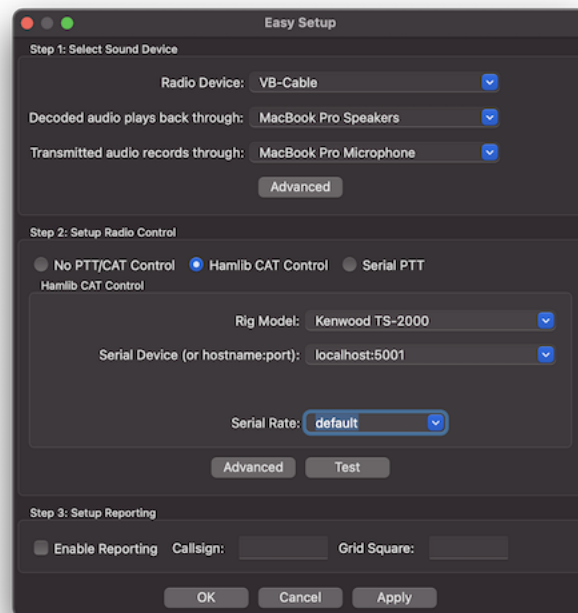 Easy Setup
Step 1: Select Sound Device
Radio Device: VB-Cable
Decoded audio plays back through: MacBook Pro Speakers
Transmitted audio records through: MacBook Pro Microphone
Advanced
Step 2: Setup Radio Control
No PTT/CAT Control Hamlib CAT Control Serial PTT
Hamlib CAT Control
Rig Model: Kenwood TS-2000
Serial Device (or hostname:port): localhost:5001
Serial Rate: default
Advanced Test
Step 3: Setup Reporting
Enable Reporting Callsign: Grid Square:
OK Cancel Apply